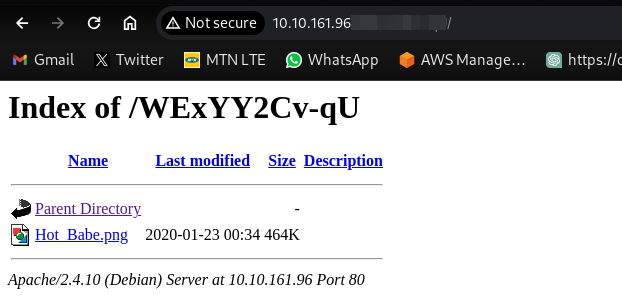 Not secure 10.10.161.96 /
Gmail Twitter MTN LTE WhatsApp AWS Manage... https://
Index of /WExYY2Cv-qU
Name Last modified Size Description
Parent Directory -
Hot_Babe.png 2020-01-23 00:34 464K
Apache/2.4.10 (Debian) Server at 10.10.161.96 Port 80